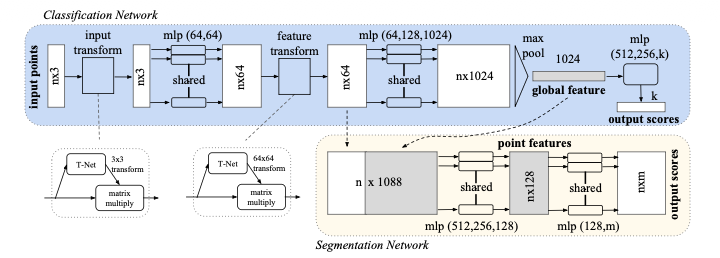 Classification Network
input points
nx3
input
transform
nx3
mlp (64,64)
shared
nx64
feature
transform
nx64
mlp (64,128,1024)
shared
nx1024
max
pool
1024
global feature
mlp
(512,256,k)
k
output scores
T-Net
3x3
transform
matrix
multiply
T-Net
64x64
transform
matrix
multiply
point features
n x 1088
shared
mlp (512,256,128)
nx128
shared
mlp (128,m)
nxm
output scores
Segmentation Network